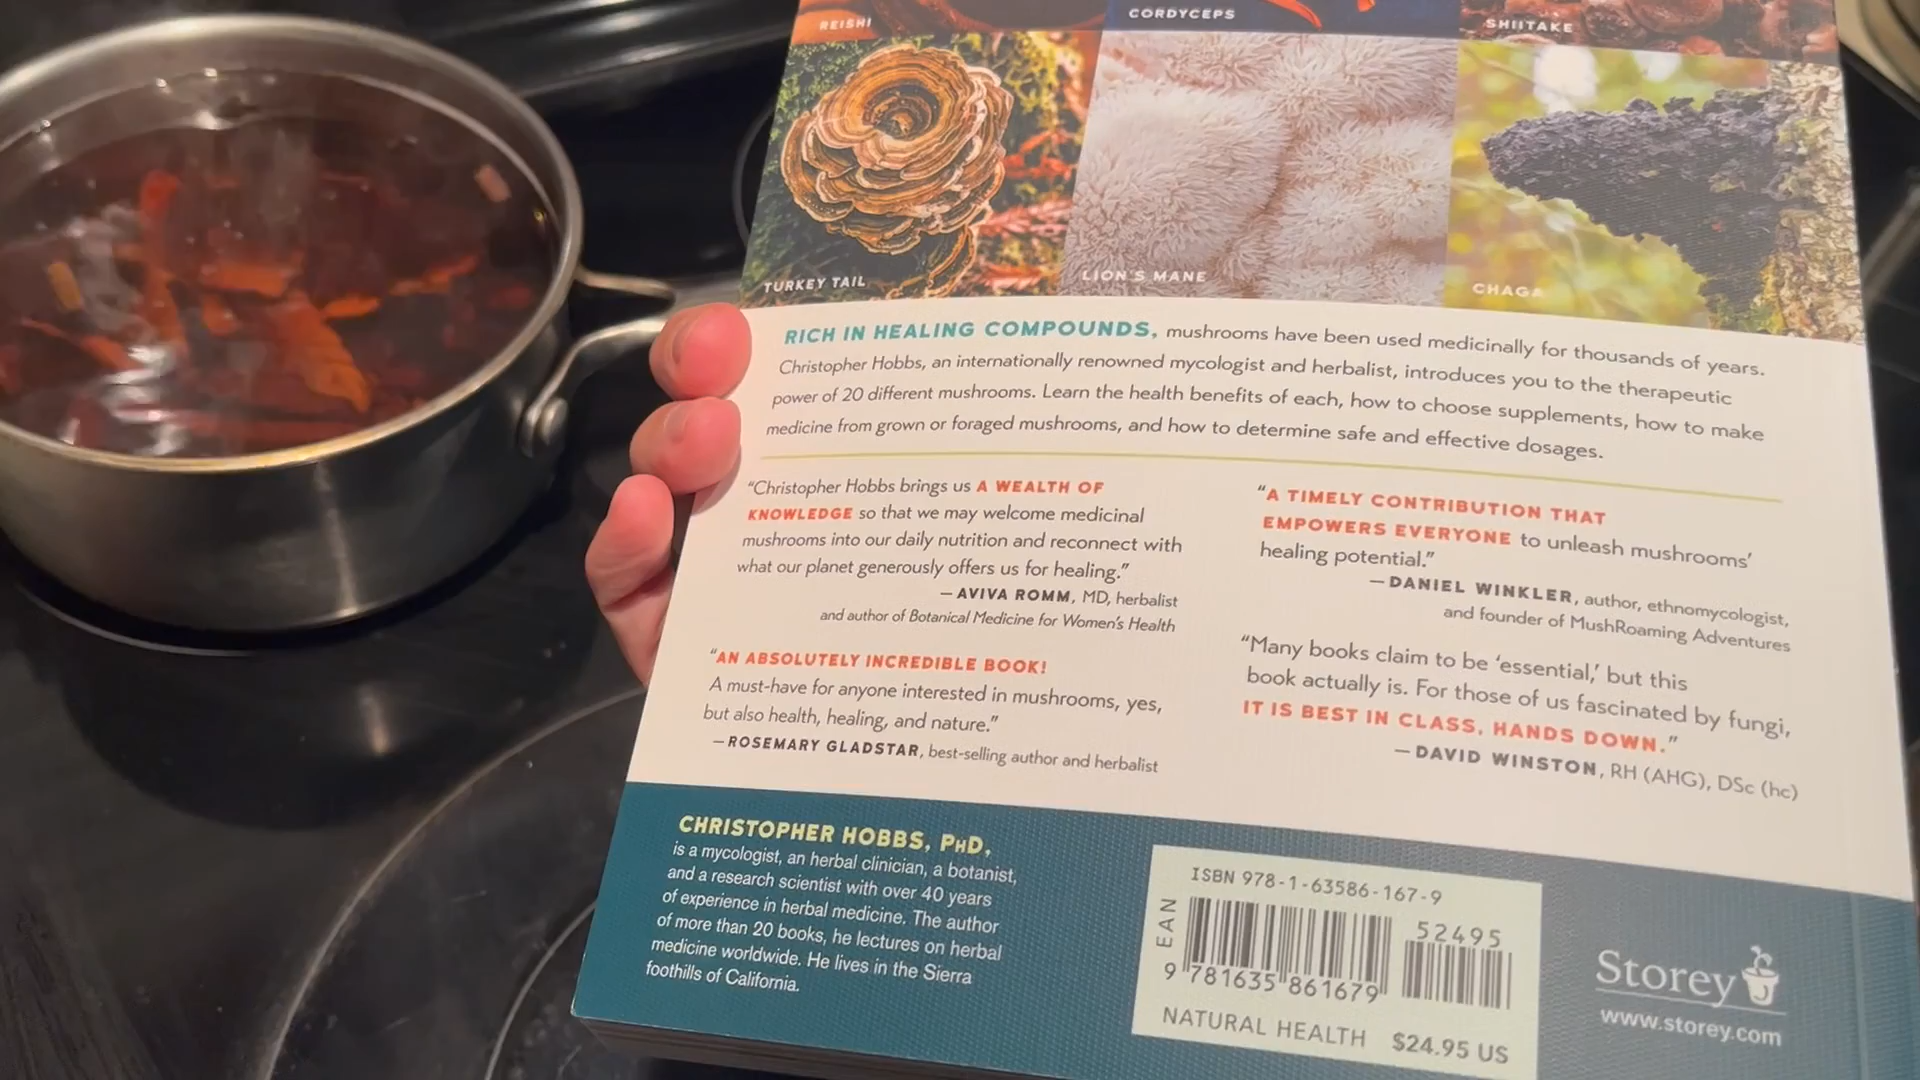 REISHI
CORDYCEPS
SHIITAKE
TURKEY TAIL
LION'S MANE
CHAGA
RICH IN HEALING COMPOUNDS, mushrooms have been used medicinally for thousands of years.
Christopher Hobbs, an internationally renowned mycologist and herbalist, introduces you to the therapeutic
power of 20 different mushrooms. Learn the health benefits of each, how to choose supplements, how to make
medicine from grown or foraged mushrooms, and how to determine safe and effective dosages.
"Christopher Hobbs brings us A WEALTH OF
KNOWLEDGE so that we may welcome medicinal
mushrooms into our daily nutrition and reconnect with
what our planet generously offers us for healing."
—AVIVA ROMM, MD, herbalist
and author of Botanical Medicine for Women's Health
"AN ABSOLUTELY INCREDIBLE BOOK!
A must-have for anyone interested in mushrooms, yes,
but also health, healing, and nature."
—ROSEMARY GLADSTAR, best-selling author and herbalist
"A TIMELY CONTRIBUTION THAT
EMPOWERS EVERYONE to unleash mushrooms'
healing potential."
—DANIEL WINKLER, author, ethnomycologist,
and founder of MushRoaming Adventures
"Many books claim to be 'essential,' but this
book actually is. For those of us fascinated by fungi,
IT IS BEST IN CLASS, HANDS DOWN."
—DAVID WINSTON, RH (AHG), DSc (hc)
CHRISTOPHER HOBBS, PHD,
is a mycologist, an herbal clinician, a botanist,
and a research scientist with over 40 years
of experience in herbal medicine. The author
of more than 20 books, he lectures on herbal
medicine worldwide. He lives in the Sierra
foothills of California.
ISBN 978-1-63586-167-9
EAN
52495
9 781635 861679
NATURAL HEALTH $24.95 US
Storey
www.storey.com